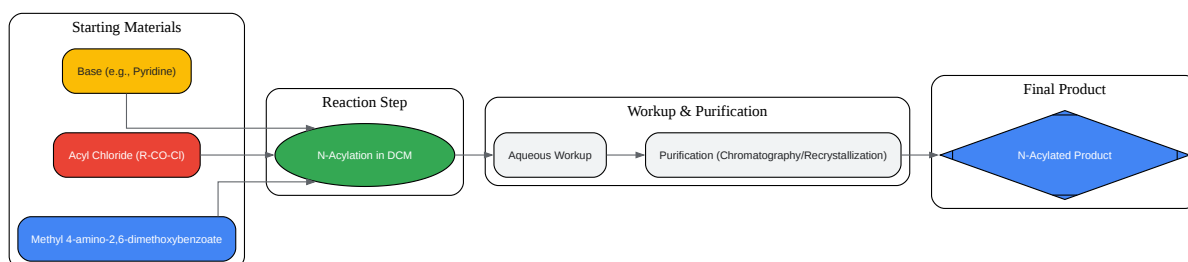 Starting Materials
Base (e.g., Pyridine)
Acyl Chloride (R-CO-Cl)
Methyl 4-amino-2,6-dimethoxybenzoate
Reaction Step
N-Acylation in DCM
Workup & Purification
Aqueous Workup
Purification (Chromatography/Recrystallization)
Final Product
N-Acylated Product